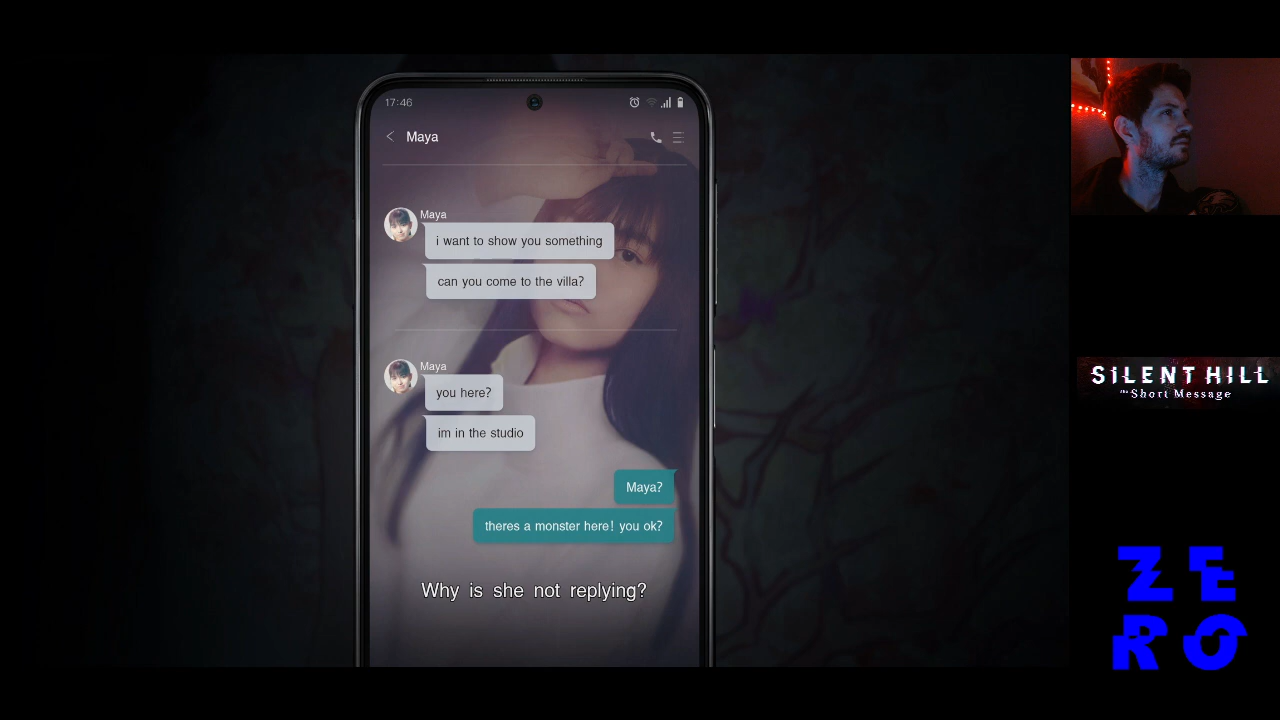 17:46
Maya
Maya
i want to show you something
can you come to the villa?
Maya
you here?
im in the studio
Maya?
theres a monster here! you ok?
Why is she not replying?
SILENT HILL
The Short Message
ZE
RO